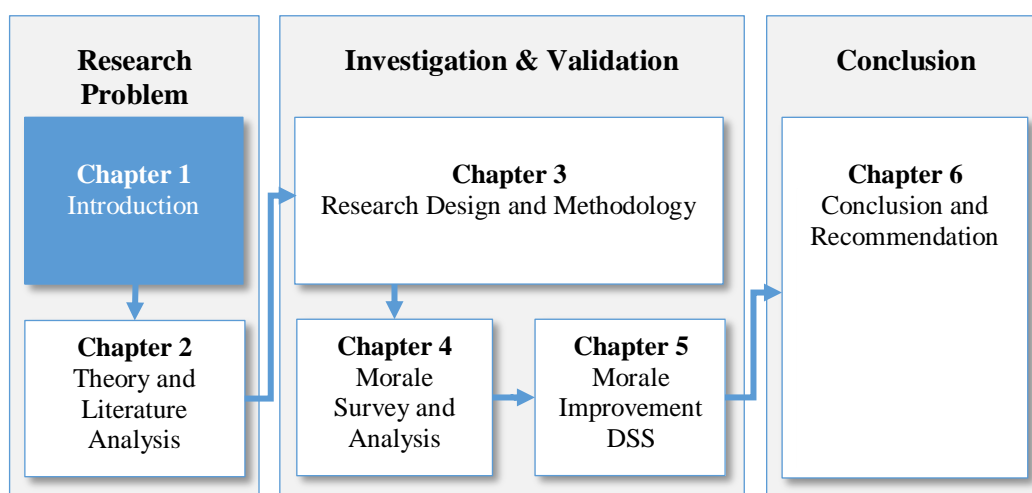 Research
Problem
Chapter 1
Introduction
Chapter 2
Theory and
Literature
Analysis
Investigation & Validation
Chapter 3
Research Design and Methodology
Chapter 4
Morale
Survey and
Analysis
Chapter 5
Morale
Improvement
DSS
Conclusion
Chapter 6
Conclusion and
Recommendation